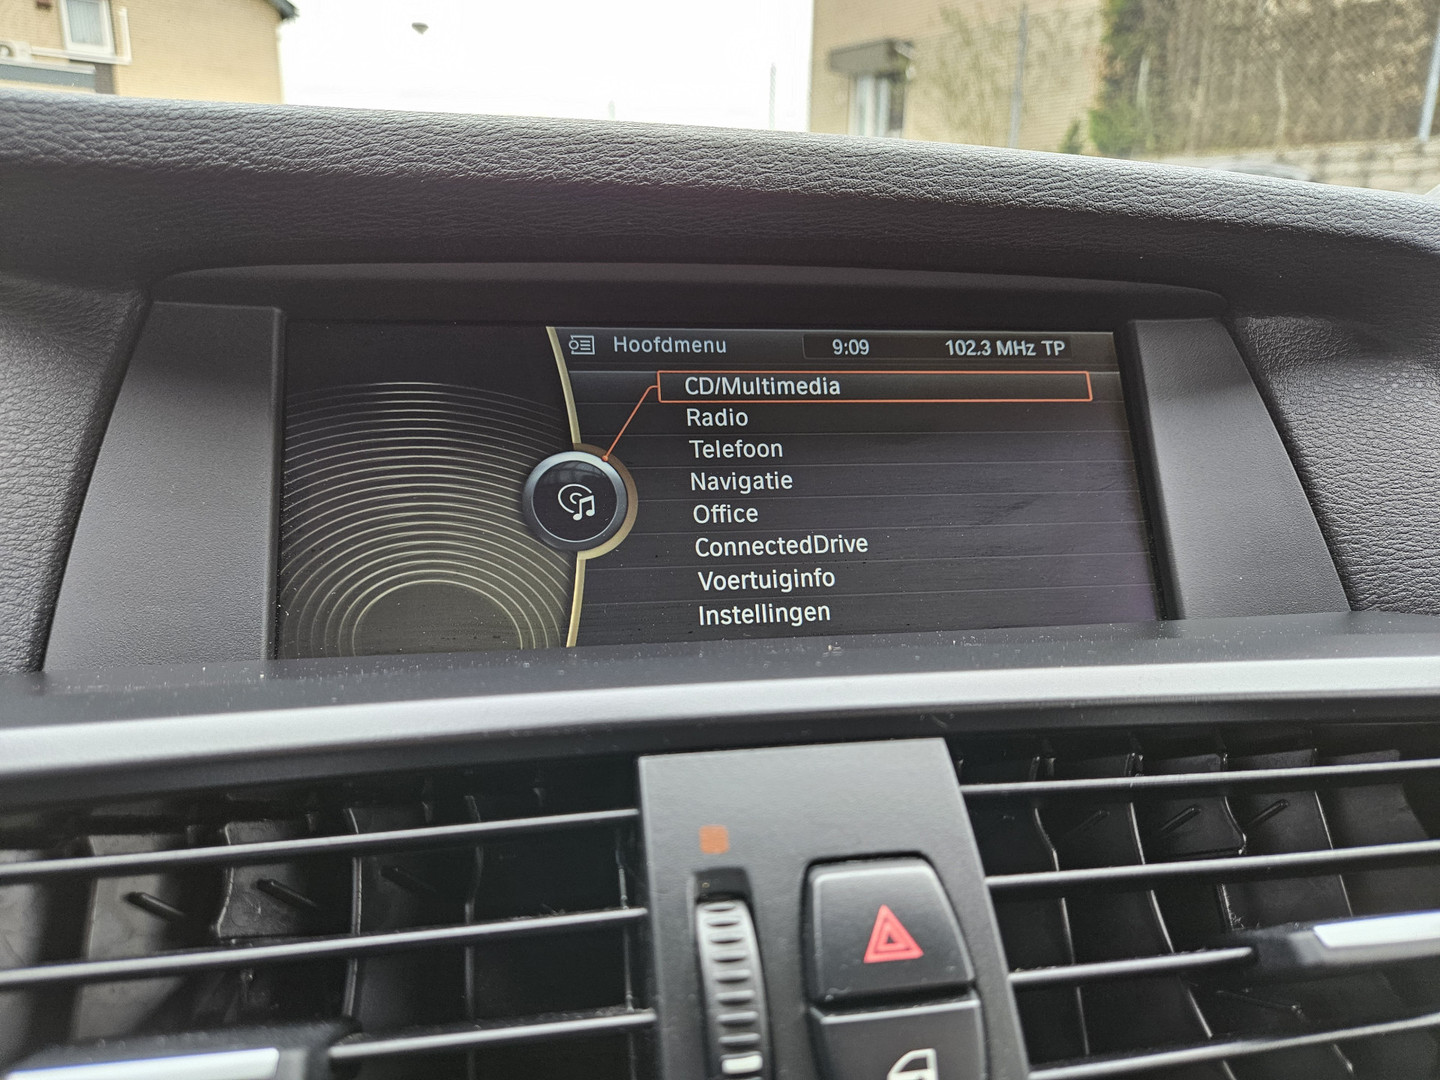 Hoofdmenu 9:09 102.3 MHz TP
CD/Multimedia
Radio
Telefoon
Navigatie
Office
ConnectedDrive
Voertuiginfo
Instellingen